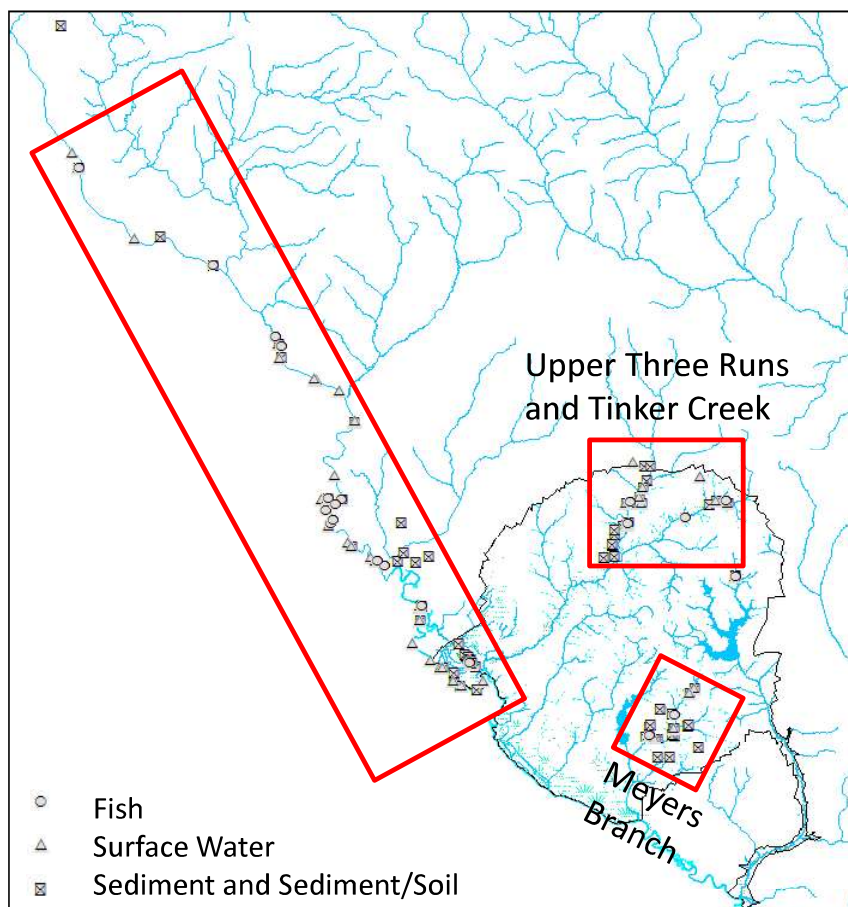 Upper Three Runs
and Tinker Creek
Meyers
Branch
Fish
Surface Water
Sediment and Sediment/Soil